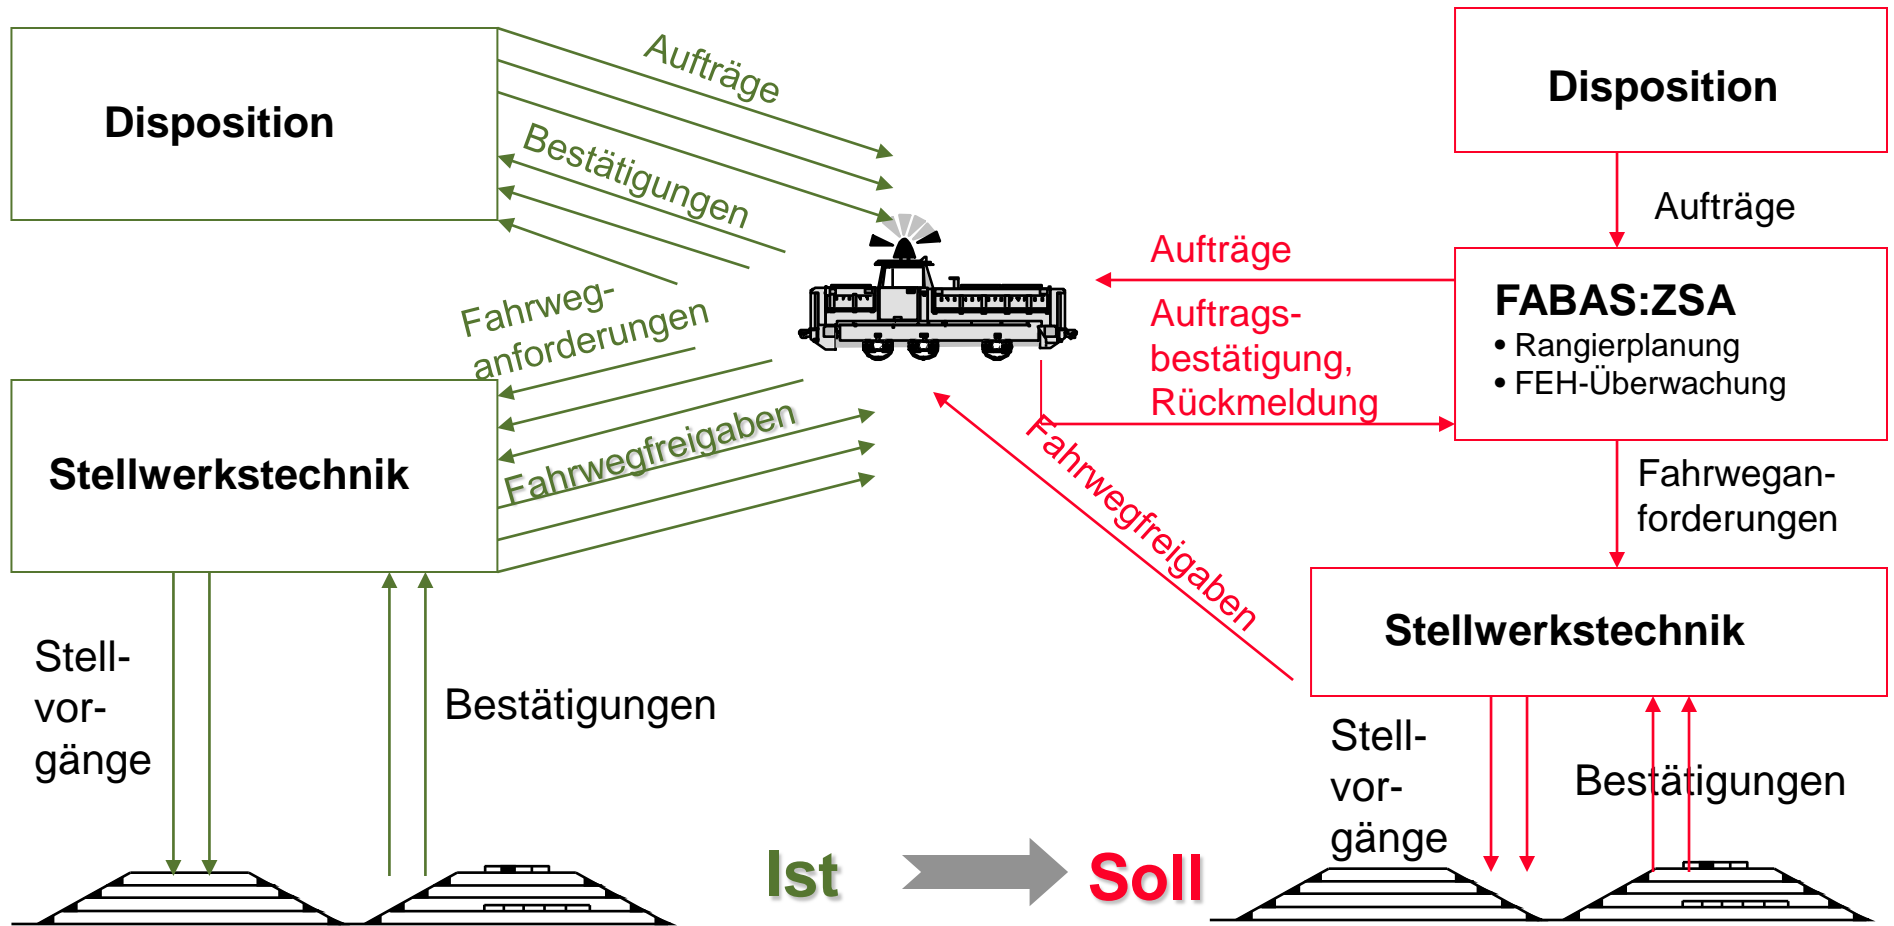 Disposition
Aufträge
Bestätigungen
Fahrweg-
anforderungen
Fahrwegfreigaben
Stellwerkstechnik
Stell-
vor-
gänge
Bestätigungen
Ist
Soll
Disposition
Aufträge
Aufträge
Auftrags-
bestätigung,
Rückmeldung
FABAS:ZSA
• Rangierplanung
• FEH-Überwachung
Fahrwegfreigaben
Fahrwegan-
forderungen
Stellwerkstechnik
Stell-
vor-
gänge
Bestätigungen